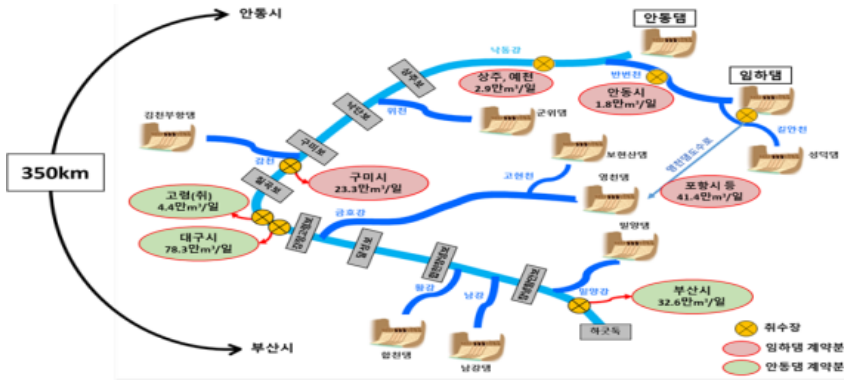 안동시
안동댐
낙동강
상주보
상주, 예천
2.9만m³/일
반변천
안동시
1.8만m³/일
임하댐
낙단보
위천
군위댐
길안천
성덕댐
영천댐도수로
김천부항댐
구미보
감천
350km
칠곡보
구미시
23.3만m³/일
보현산댐
고현천
영천댐
포항시 등
41.4만m³/일
고령(취)
4.4만m³/일
금호강
대구시
78.3만m³/일
강정고령보
달성보
합천창녕보
밀양댐
창녕함안보
황강
남강
밀양강
부산시
32.6만m³/일
합천댐
남강댐
하굿둑
부산시
취수장
임하댐 계약분
안동댐 계약분